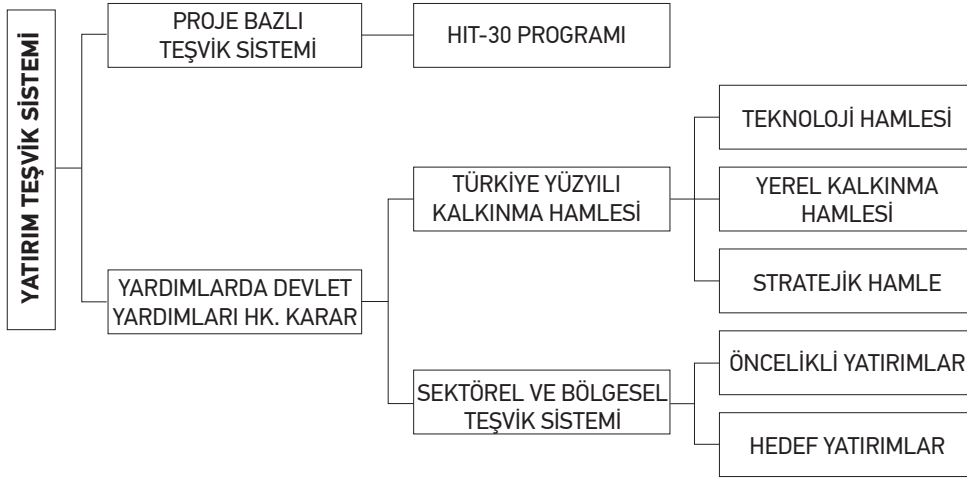 YATIRIM TEŞVİK SİSTEMİ
PROJE BAZLI
TEŞVİK SİSTEMİ
HIT-30 PROGRAMI
YARDIMLARDA DEVLET
YARDIMLARI HK. KARAR
TÜRKİYE YÜZYILI
KALKINMA HAMLESİ
TEKNOLOJİ HAMLESİ
YEREL KALKINMA
HAMLESİ
STRATEJİK HAMLE
SEKTÖREL VE BÖLGESEL
TEŞVİK SİSTEMİ
ÖNCELİKLİ YATIRIMLAR
HEDEF YATIRIMLAR